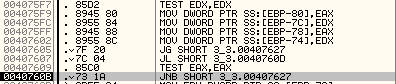 004075F7 . 85D2 TEST EDX,EDX
004075F9 . 8945 80 MOV DWORD PTR SS:[EBP-80],EAX
004075FC . 8955 84 MOV DWORD PTR SS:[EBP-7C],EDX
004075FF . 8945 88 MOV DWORD PTR SS:[EBP-78],EAX
00407602 . 8955 8C MOV DWORD PTR SS:[EBP-74],EDX
00407605 .v7F 20 JG SHORT 3_3.00407627
00407607 .v7C 04 JL SHORT 3_3.0040760D
00407609 . 85C0 TEST EAX,EAX
0040760B .v73 1A JNB SHORT 3_3.00407627